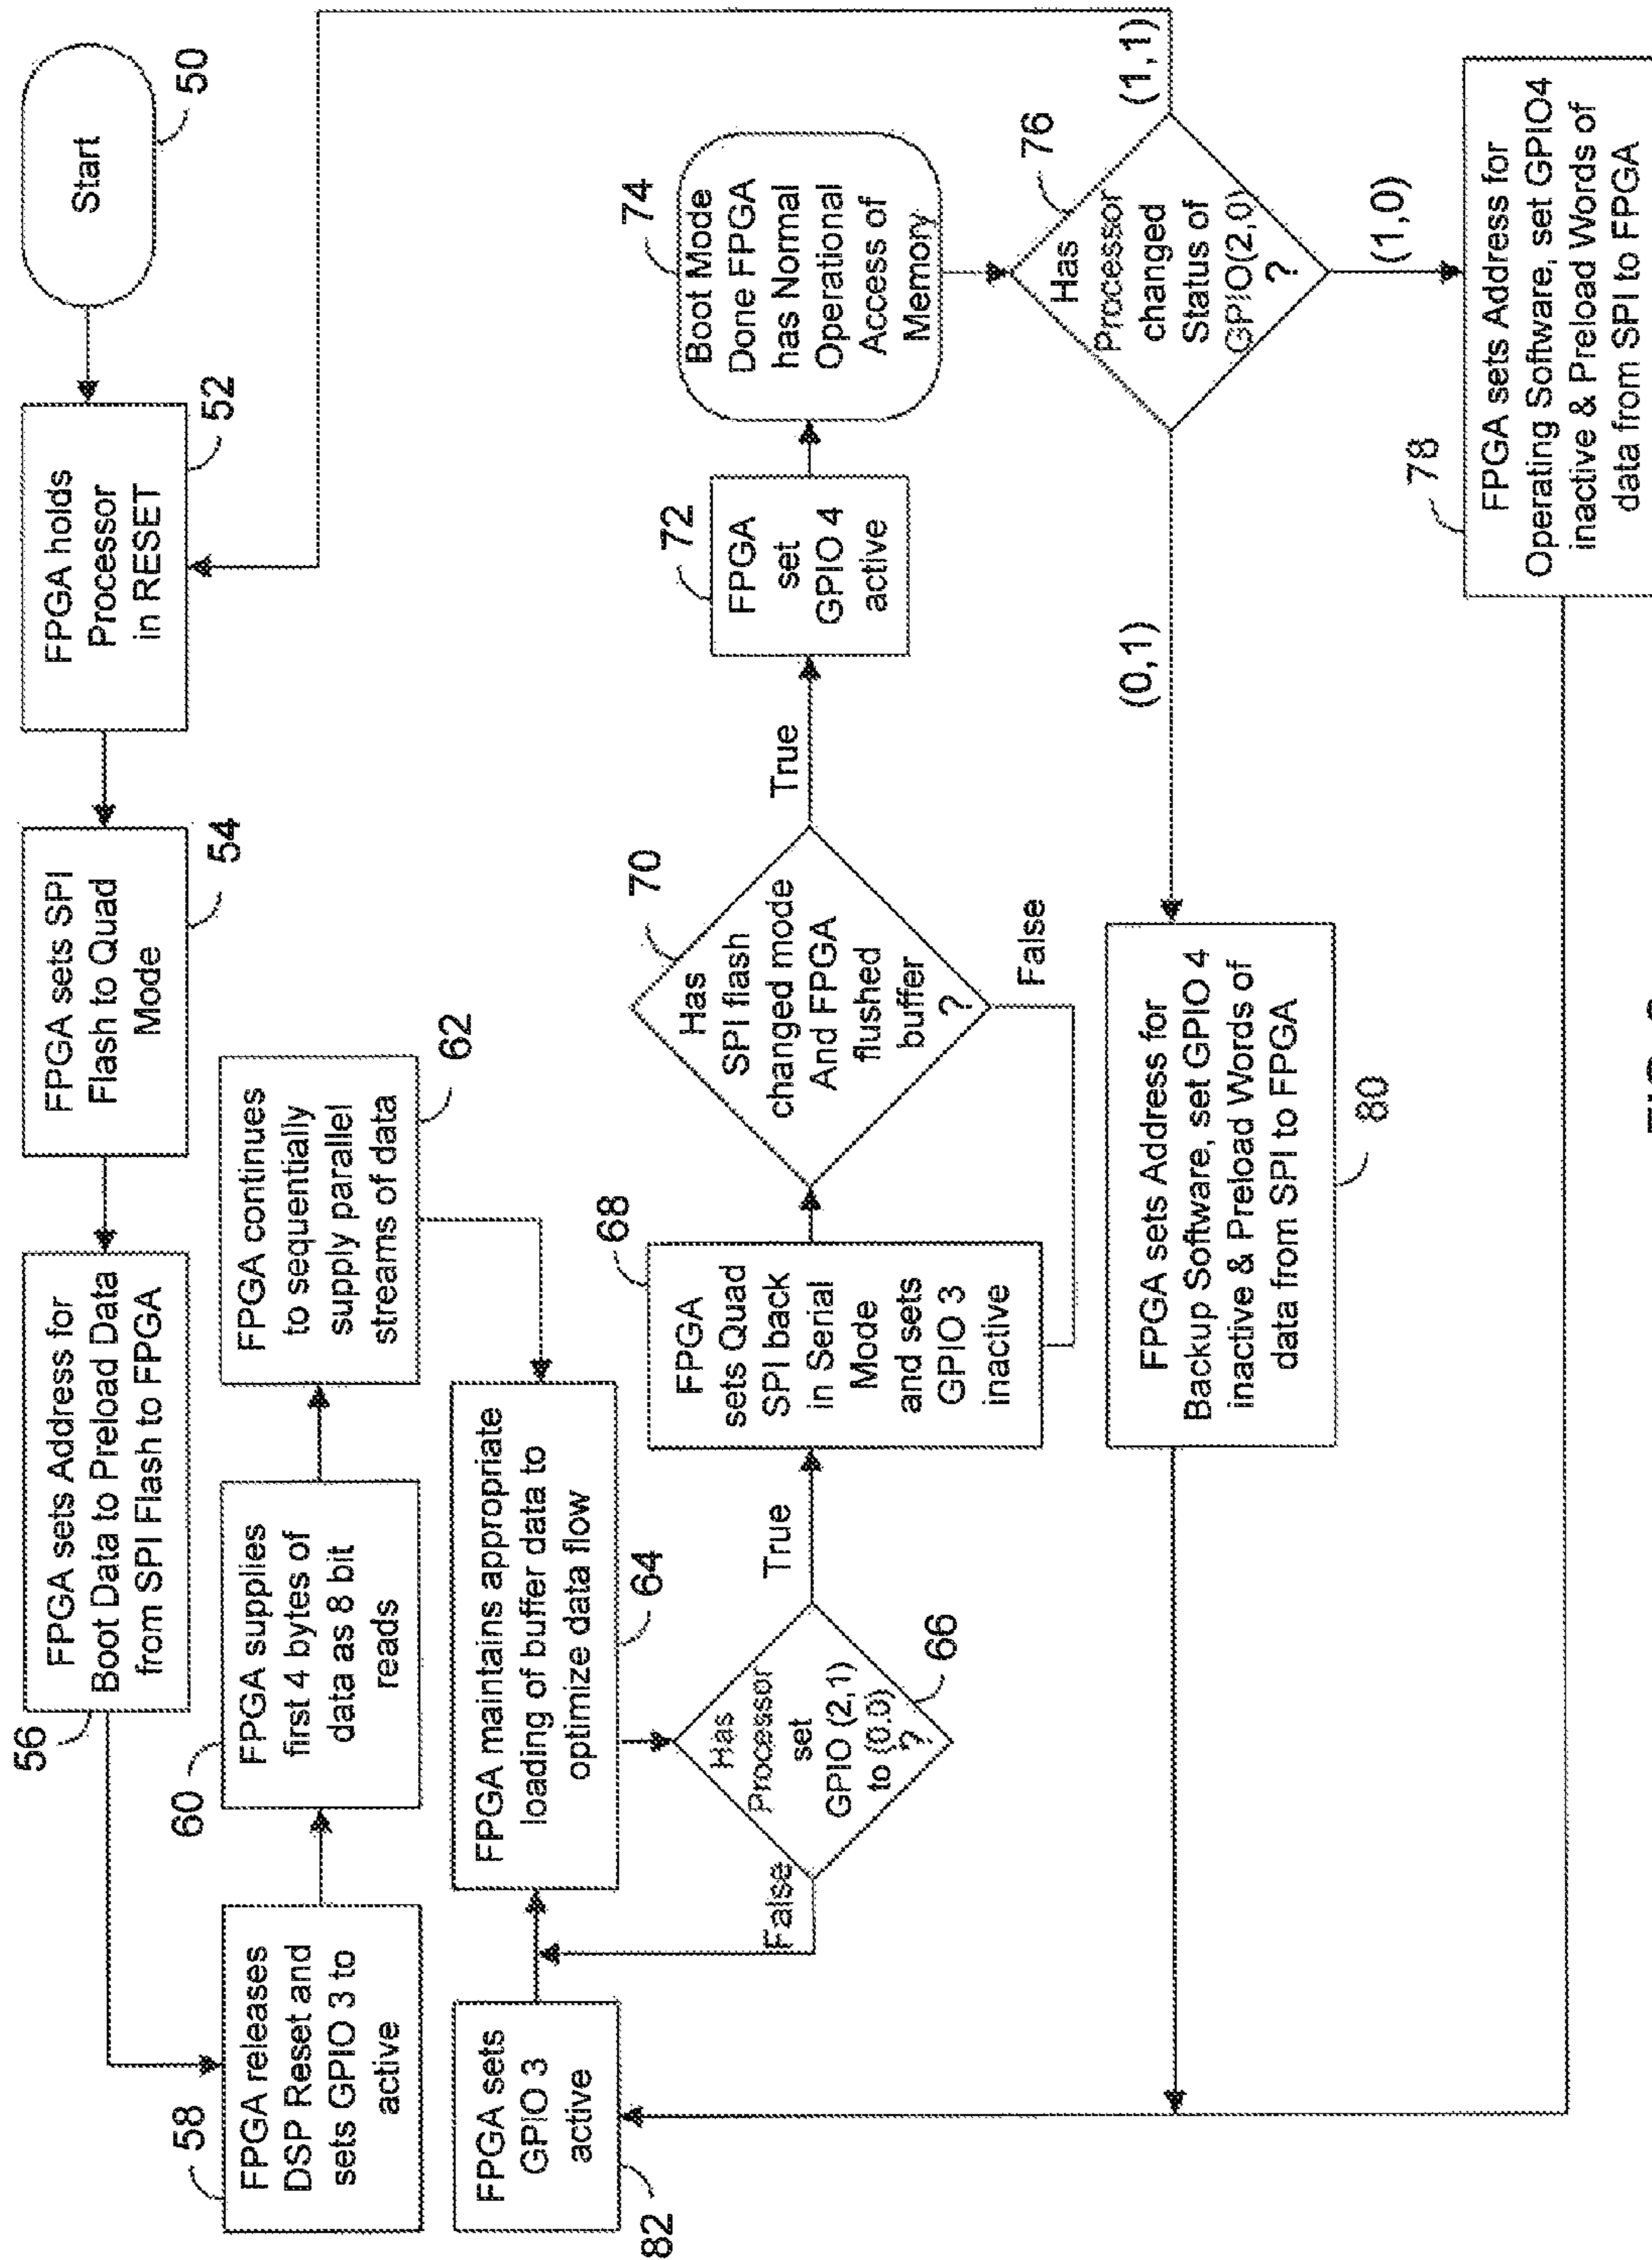 Start
50
FPGA holds
Processor
in RESET
52
FPGA sets SPI
Flash to Quad
Mode
54
FPGA sets Address for
Boot Data to Preload Data
from SPI Flash to FPGA
56
58
FPGA releases
DSP Reset and
sets GPIO 3 to
active
60
FPGA supplies
first 4 bytes of
data as 8 bit
reads
FPGA continues
to sequentially
supply parallel
streams of data
62
FPGA sets
GPIO 3
active
82
FPGA maintains appropriate
loading of buffer data to
optimize data flow
64
Has
Processor
set
GPIO (2,1)
to (0.0)
?
66
False
True
68
FPGA
sets Quad
SPI back
in Serial
Mode
and sets
GPIO 3
inactive
70
Has
SPI flash
changed mode
And FPGA
flushed
buffer
?
False
True
72
FPGA
set
GPIO 4
active
74
Boot Mode
Done FPGA
has Normal
Operational
Access of
Memory
76
Has
Processor
changed
Status of
GPIO(2,0)
?
(1,1)
(0,1)
(1,0)
FPGA sets Address for
Backup Software, set GPIO 4
inactive & Preload Words of
data from SPI to FPGA
80
78
FPGA sets Address for
Operating Software, set GPIO4
inactive & Preload Words of
data from SPI to FPGA